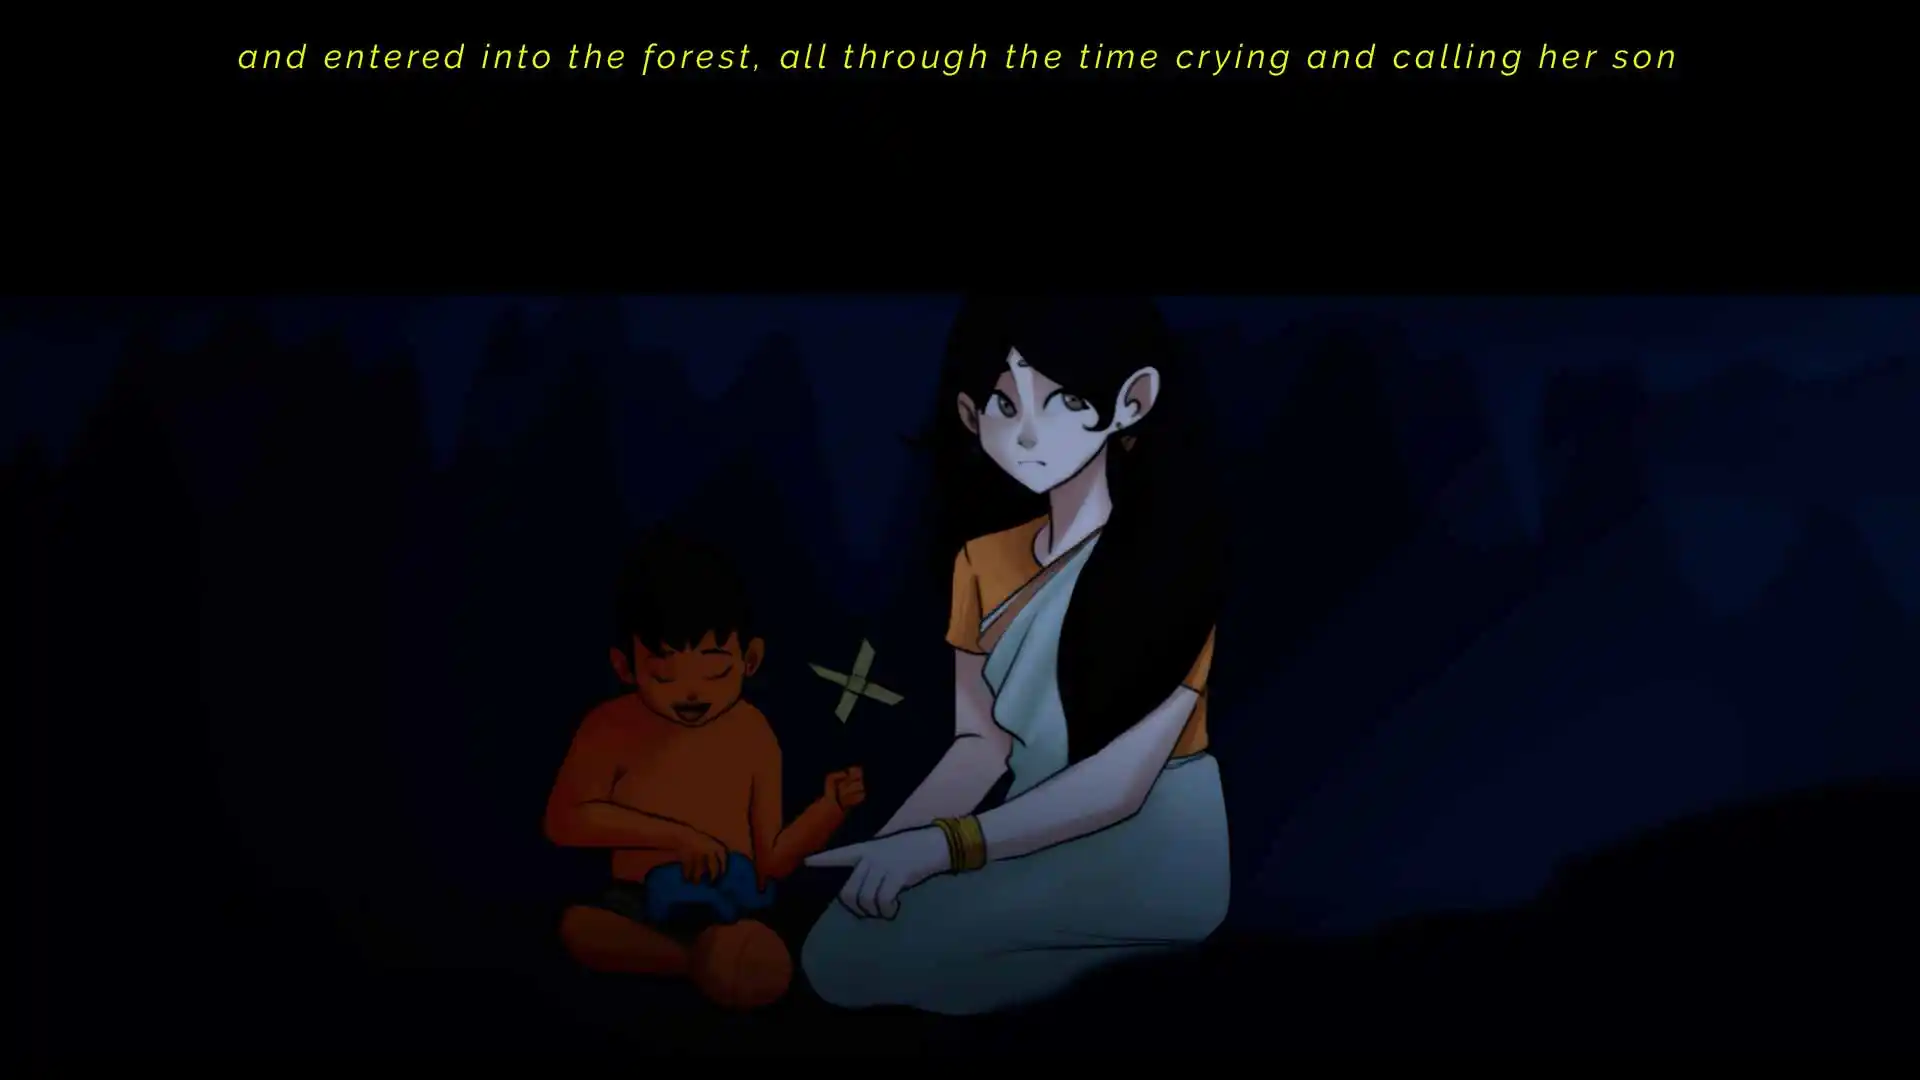 and entered into the forest, all through the time crying and calling her son